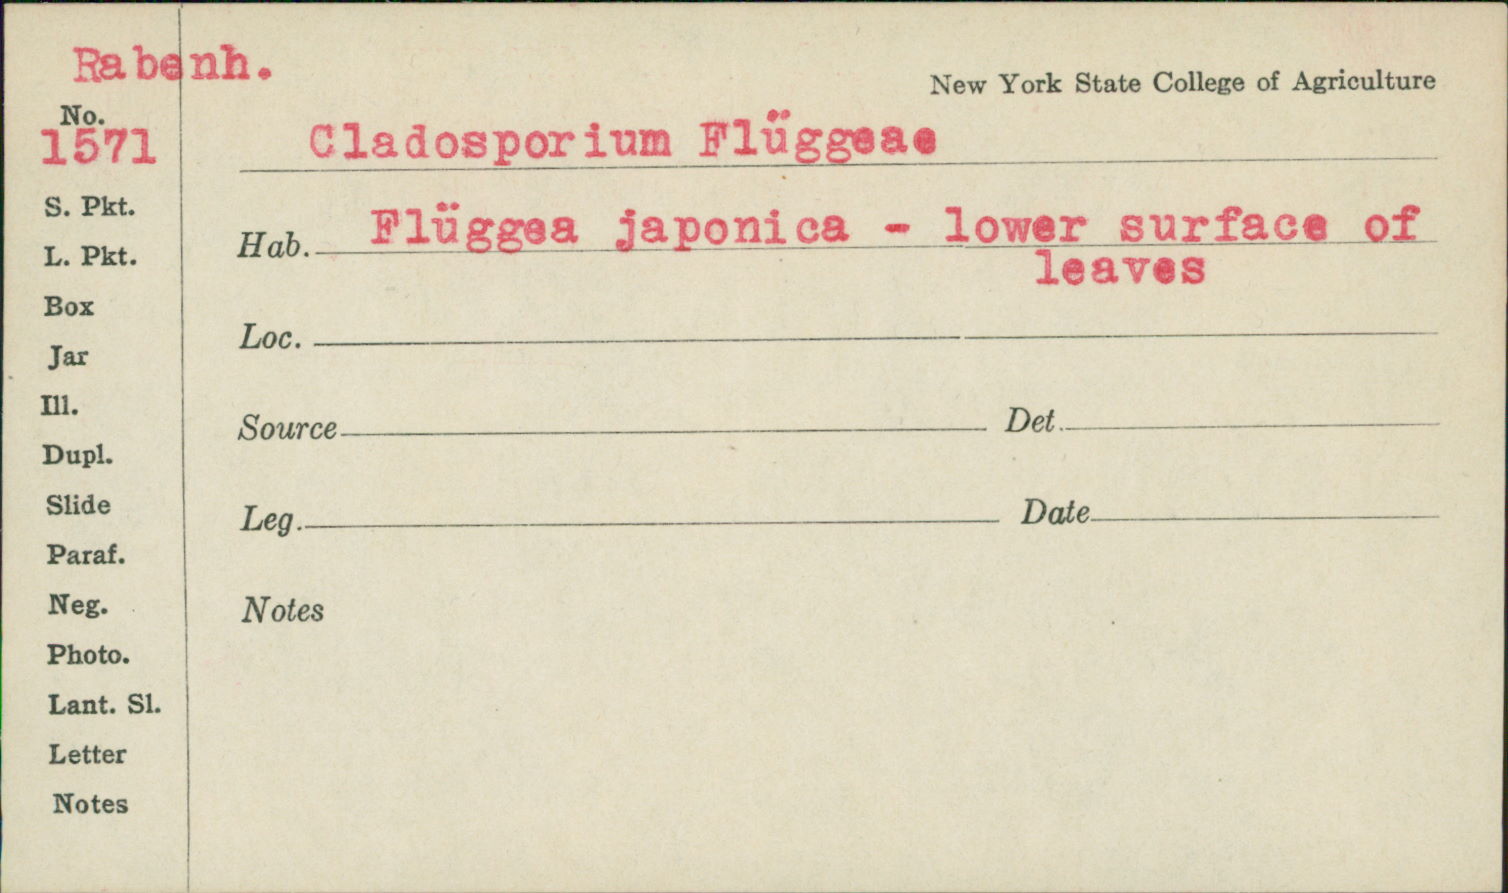 Rabenh.
New York State College of Agriculture
No.
1571
Cladosporium Flüggeae
S. Pkt.
Hab. Flüggea japonica - lower surface of
leaves
L. Pkt.
Box
Loc.
Jar
Ill.
Source Det.
Dupl.
Slide
Leg. Date
Paraf.
Neg.
Notes
Photo.
Lant. Sl.
Letter
Notes